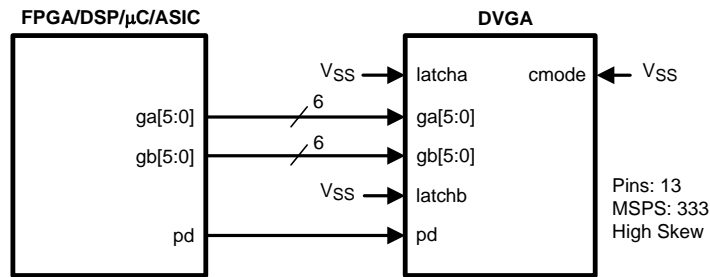 FPGA/DSP/μC/ASIC
DVGA
VSS
latcha
cmode
VSS
ga[5:0]
6
ga[5:0]
gb[5:0]
6
gb[5:0]
VSS
latchb
pd
pd
Pins: 13
MSPS: 333
High Skew